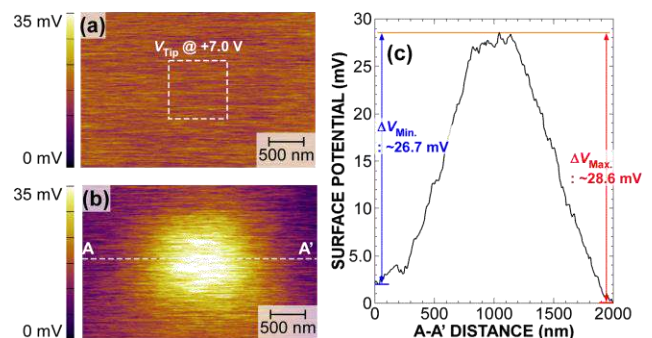 35 mV
(a)
V_Tip @ +7.0 V
0 mV
500 nm
35 mV
(b)
A
A'
0 mV
500 nm
(c)
SURFACE POTENTIAL (mV)
30
25
20
15
10
5
0
ΔV_Min.
: ~26.7 mV
ΔV_Max.
: ~28.6 mV
0
500
1000
1500
2000
A-A' DISTANCE (nm)